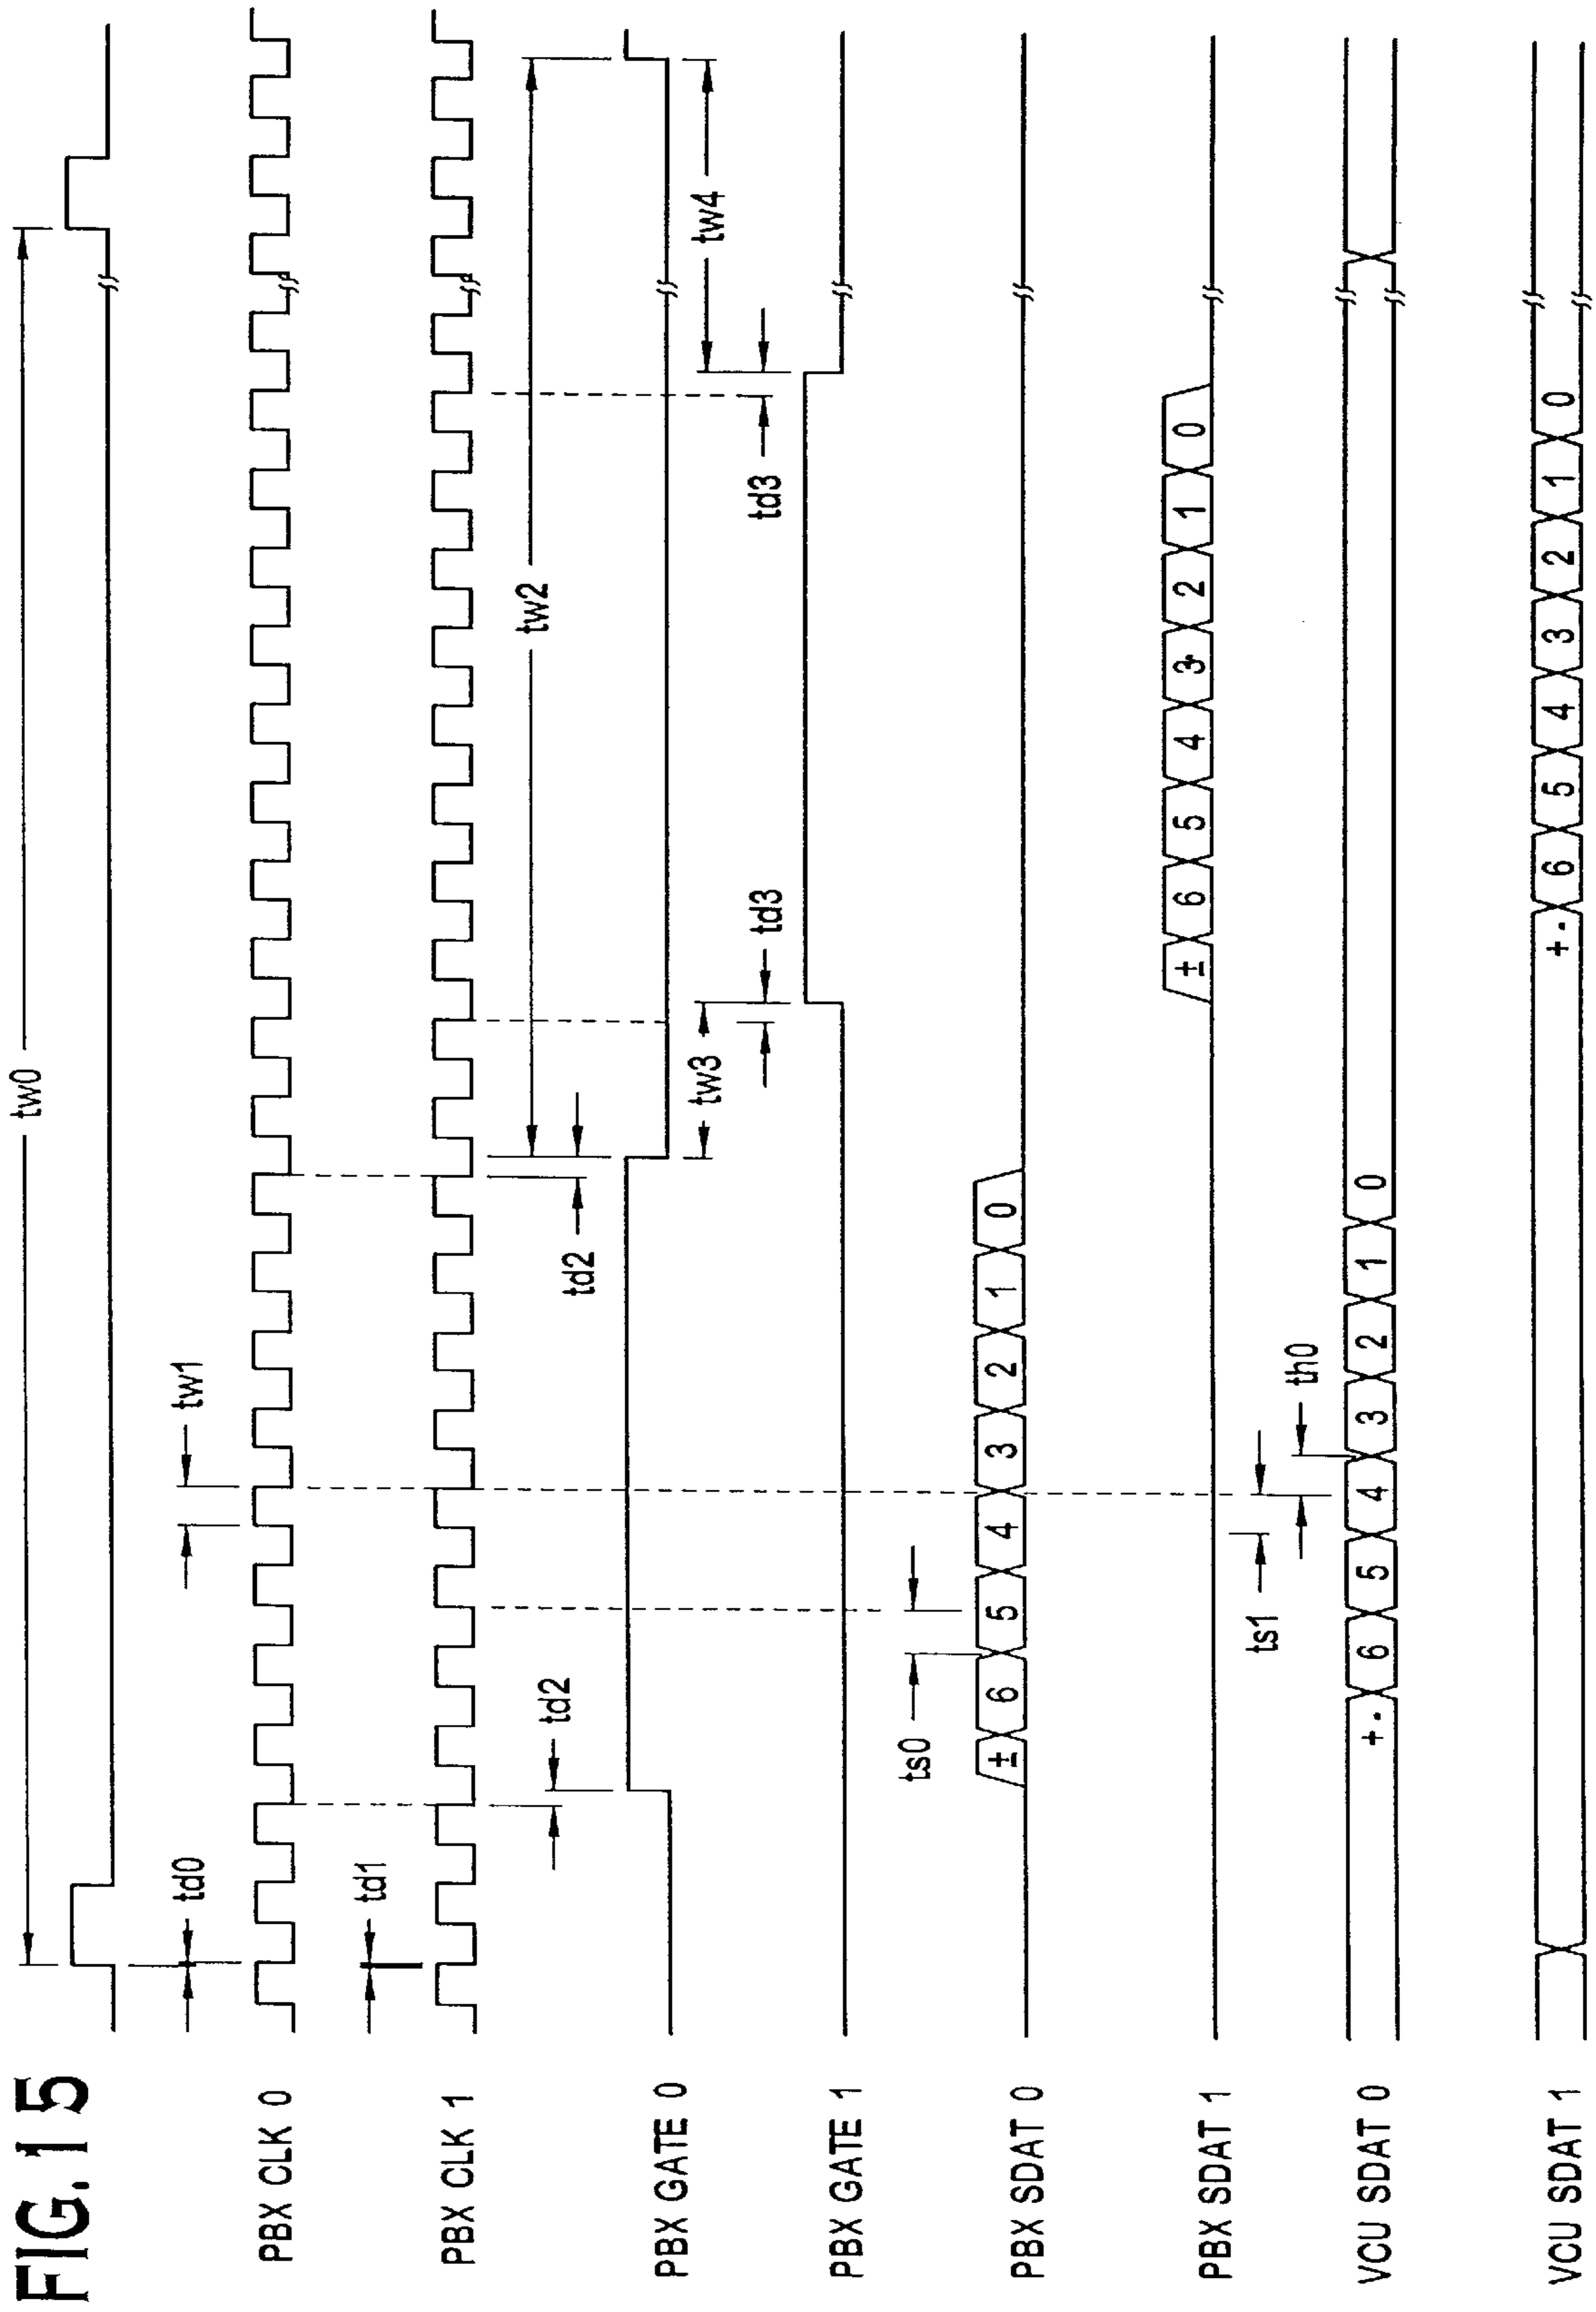 FIG. 15
tw0
td0
tw1
PBX CLK 0
td1
PBX CLK 1
td2
td2
tw2
PBX GATE 0
tw3
td3
td3
tw4
PBX GATE 1
ts0
PBX SDAT 0
± 6 5 4 3 2 1 0
PBX SDAT 1
± 6 5 4 3 2 1 0
ts1
th0
VCU SDAT 0
+- 6 5 4 3 2 1 0
VCU SDAT 1
+- 6 5 4 3 2 1 0